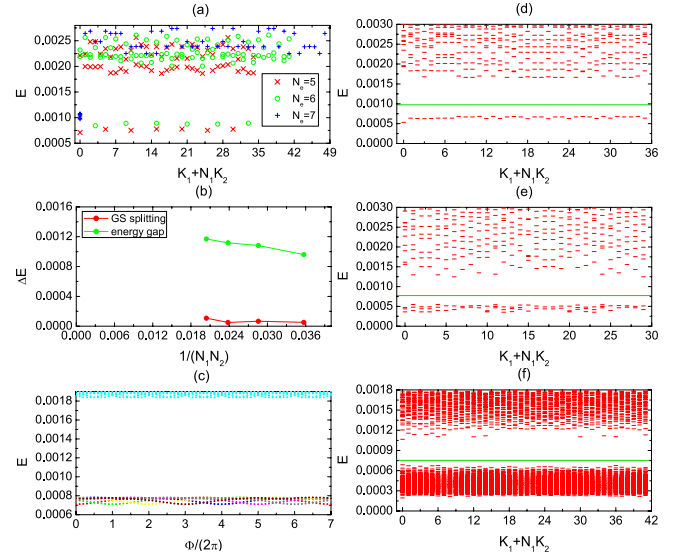 (a)
0.0025
0.0020
0.0015
0.0010
0.0005
E
0 7 14 21 28 35 42 49
K₁+N₁K₂
Nₑ=5
Nₑ=6
Nₑ=7
(b)
0.0016
0.0012
0.0008
0.0004
0.0000
ΔE
GS splitting
energy gap
0.000 0.006 0.012 0.018 0.024 0.030 0.036
1/(N₁N₂)
(c)
0.0018
0.0016
0.0014
0.0012
0.0010
0.0008
0.0006
E
0 1 2 3 4 5 6 7
Φ/(2π)
(d)
0.0030
0.0025
0.0020
0.0015
0.0010
0.0005
0.0000
E
0 6 12 18 24 30 36
K₁+N₁K₂
(e)
0.0030
0.0025
0.0020
0.0015
0.0010
0.0005
0.0000
E
0 5 10 15 20 25 30
K₁+N₁K₂
(f)
0.0018
0.0015
0.0012
0.0009
0.0006
0.0003
0.0000
E
0 6 12 18 24 30 36 42
K₁+N₁K₂